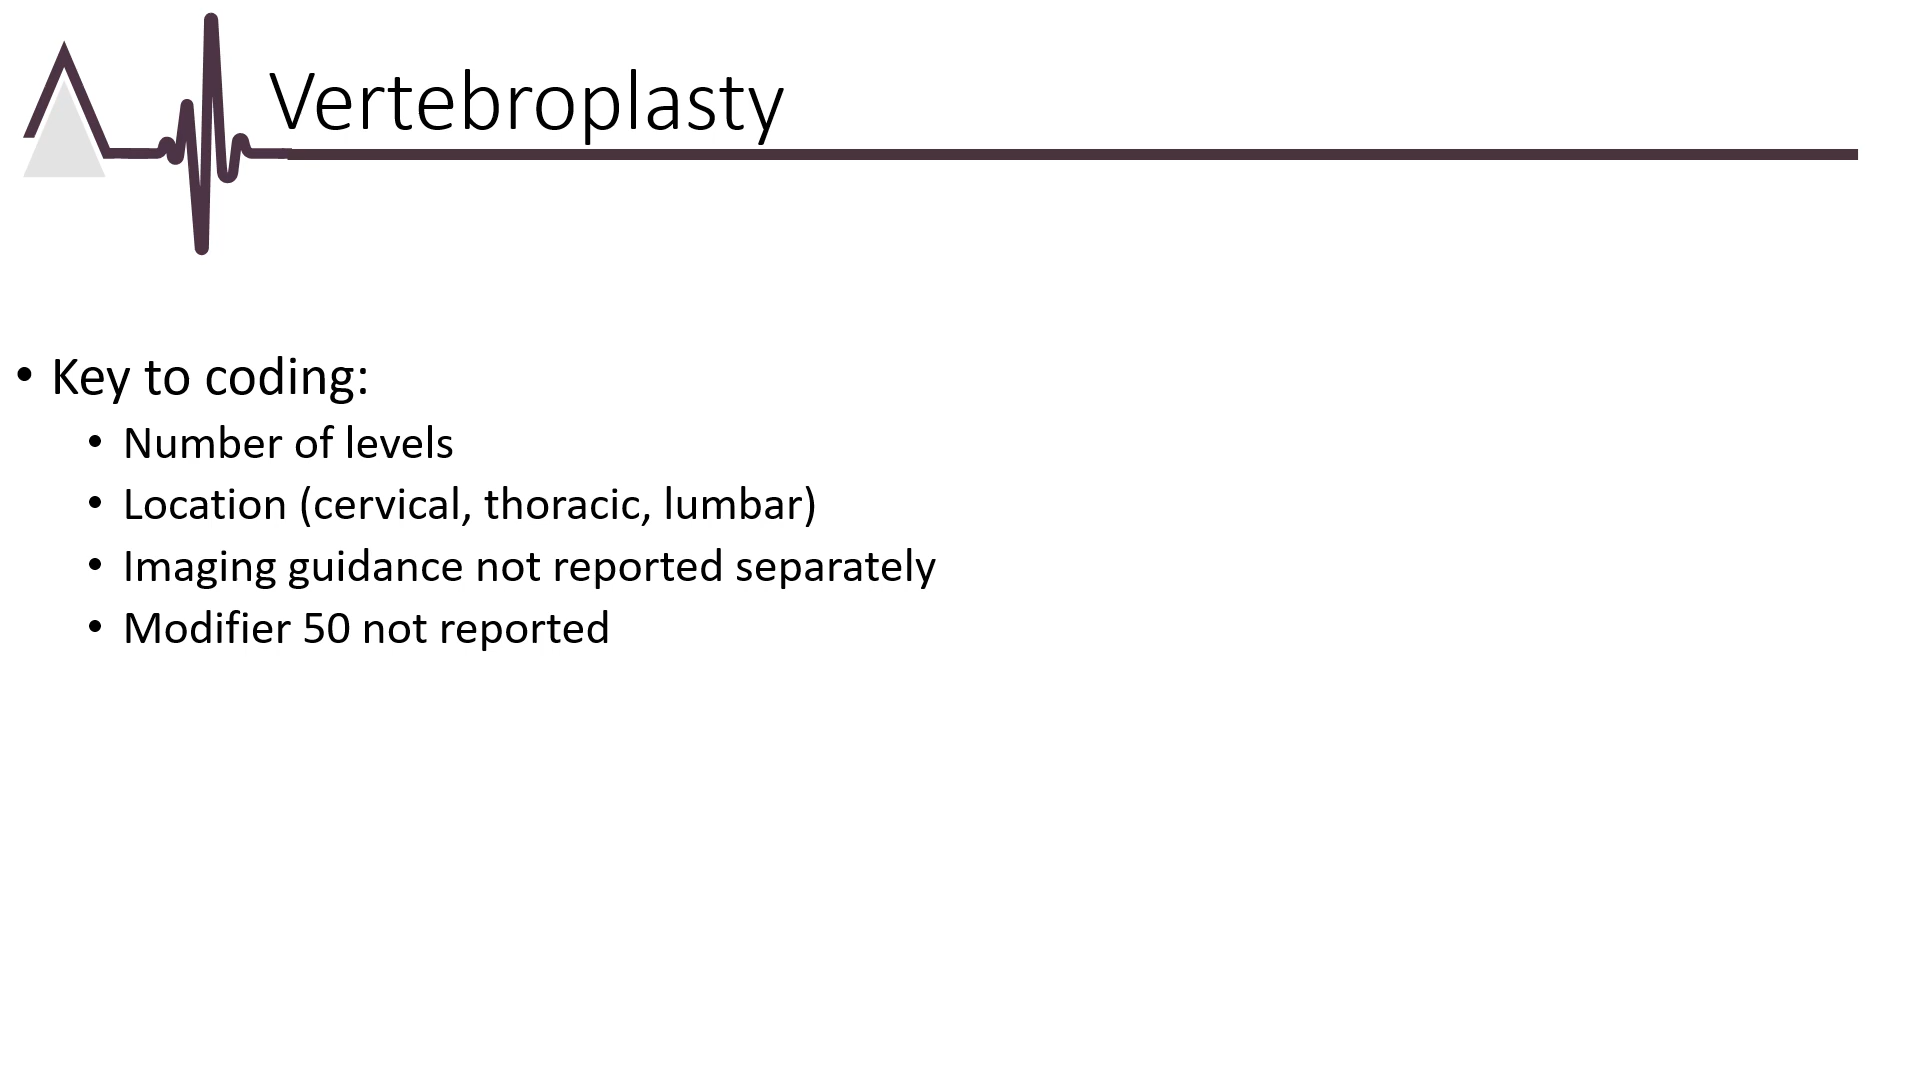 Vertebroplasty
• Key to coding:
• Number of levels
• Location (cervical, thoracic, lumbar)
• Imaging guidance not reported separately
• Modifier 50 not reported